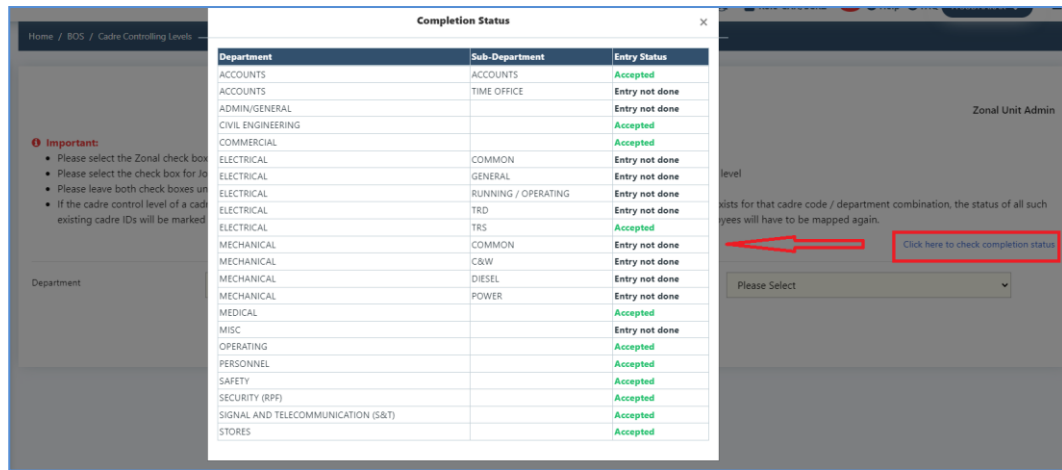 Help
Completion Status ×
Home / BOS / Cadre Controlling Levels
Department Sub-Department Entry Status
ACCOUNTS ACCOUNTS Accepted
ACCOUNTS TIME OFFICE Entry not done
ADMIN/GENERAL Entry not done
CIVIL ENGINEERING Accepted
COMMERCIAL Accepted
ELECTRICAL COMMON Entry not done
ELECTRICAL GENERAL Entry not done
ELECTRICAL RUNNING / OPERATING Entry not done
ELECTRICAL TRD Entry not done
ELECTRICAL TRS Accepted
MECHANICAL COMMON Entry not done
MECHANICAL C&W Entry not done
MECHANICAL DIESEL Entry not done
MECHANICAL POWER Entry not done
MEDICAL Accepted
MISC Entry not done
OPERATING Accepted
PERSONNEL Accepted
SAFETY Accepted
SECURITY (RPF) Accepted
SIGNAL AND TELECOMMUNICATION (S&T) Accepted
STORES Accepted
Zonal Unit Admin
Important:
Please select the Zonal check box
Please select the check box for Jo level
Please leave both check boxes un
If the cadre control level of a cadr xists for that cadre code / department combination, the status of all such
existing cadre IDs will be marked yees will have to be mapped again.
Click here to check completion status
Department Please Select